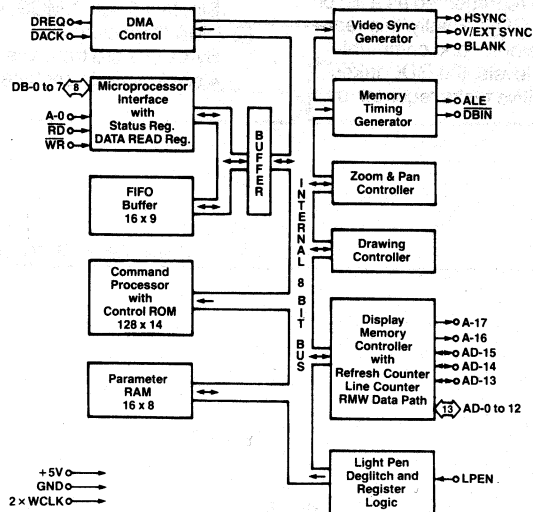 DREQ
DACK
DMA
Control
DB-0 to 7
8
A-0
RD
WR
Microprocessor
Interface
with
Status Reg.
DATA READ Reg.
FIFO
Buffer
16 x 9
BUFFER
Command
Processor
with
Control ROM
128 x 14
Parameter
RAM
16 x 8
+5V
GND
2 × WCLK
INTERNAL 8 BIT BUS
Video Sync
Generator
HSYNC
V/EXT SYNC
BLANK
Memory
Timing
Generator
ALE
DBIN
Zoom & Pan
Controller
Drawing
Controller
Display
Memory
Controller
with
Refresh Counter
Line Counter
RMW Data Path
A-17
A-16
AD-15
AD-14
AD-13
13
AD-0 to 12
Light Pen
Deglitch and
Register
Logic
LPEN